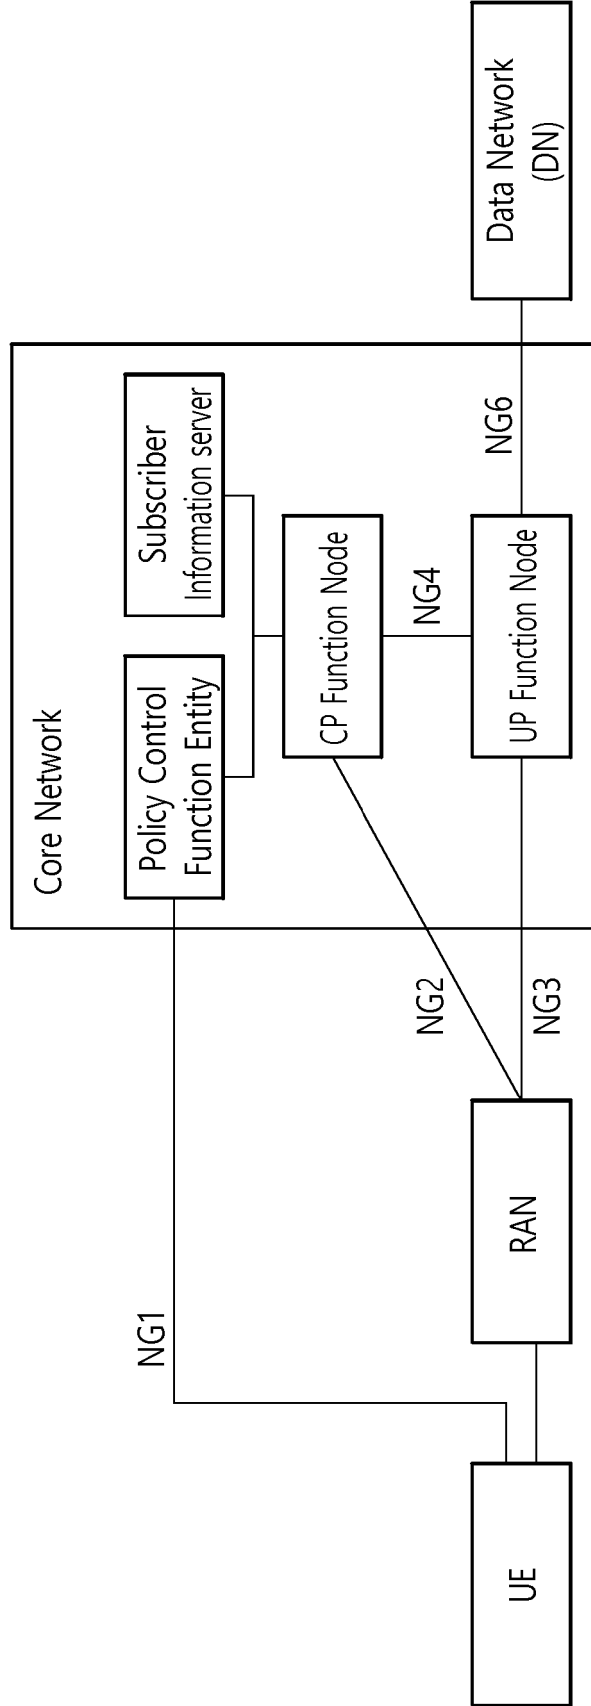 Core Network
Policy Control
Function Entity
Subscriber
Information server
NG1
CP Function Node
NG2
NG4
NG6
UE
RAN
NG3
UP Function Node
Data Network
(DN)